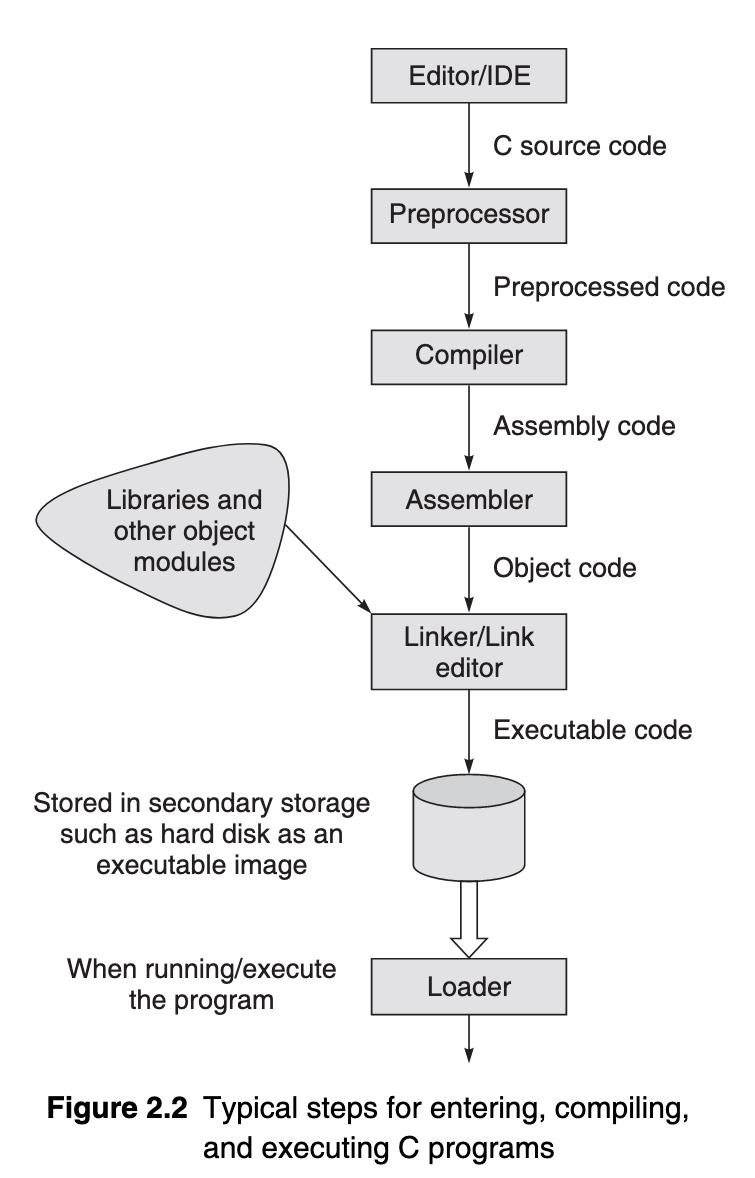 Editor/IDE
C source code
Preprocessor
Preprocessed code
Compiler
Assembly code
Libraries and
other object
modules
Assembler
Object code
Linker/Link
editor
Executable code
Stored in secondary storage
such as hard disk as an
executable image
When running/execute
the program
Loader
Figure 2.2 Typical steps for entering, compiling,
and executing C programs